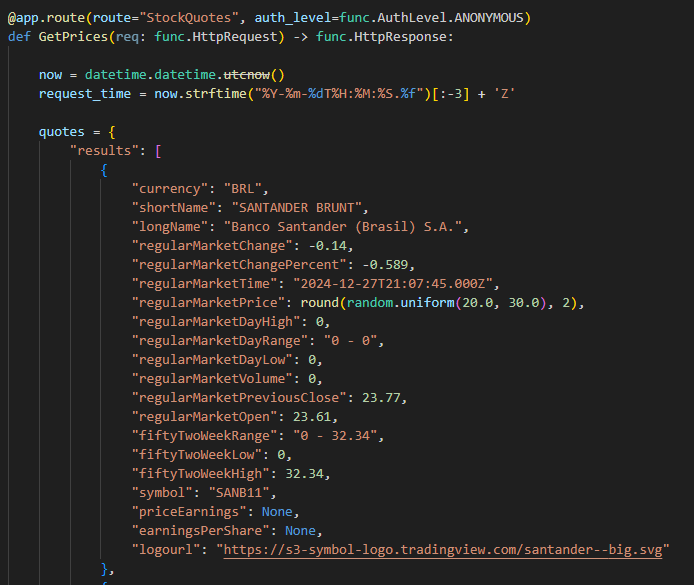 @app.route(route="StockQuotes", auth_level=func.AuthLevel.ANONYMOUS)
def GetPrices(req: func.HttpRequest) -> func.HttpResponse:
now = datetime.datetime.utcnow()
request_time = now.strftime("%Y-%m-%dT%H:%M:%S.%f")[:-3] + 'Z'
quotes = {
"results": [
{
"currency": "BRL",
"shortName": "SANTANDER BRUNT",
"longName": "Banco Santander (Brasil) S.A.",
"regularMarketChange": -0.14,
"regularMarketChangePercent": -0.589,
"regularMarketTime": "2024-12-27T21:07:45.000Z",
"regularMarketPrice": round(random.uniform(20.0, 30.0), 2),
"regularMarketDayHigh": 0,
"regularMarketDayRange": "0 - 0",
"regularMarketDayLow": 0,
"regularMarketVolume": 0,
"regularMarketPreviousClose": 23.77,
"regularMarketOpen": 23.61,
"fiftyTwoWeekRange": "0 - 32.34",
"fiftyTwoWeekLow": 0,
"fiftyTwoWeekHigh": 32.34,
"symbol": "SANB11",
"priceEarnings": None,
"earningsPerShare": None,
"logourl": "https://s3-symbol-logo.tradingview.com/santander--big.svg"
},